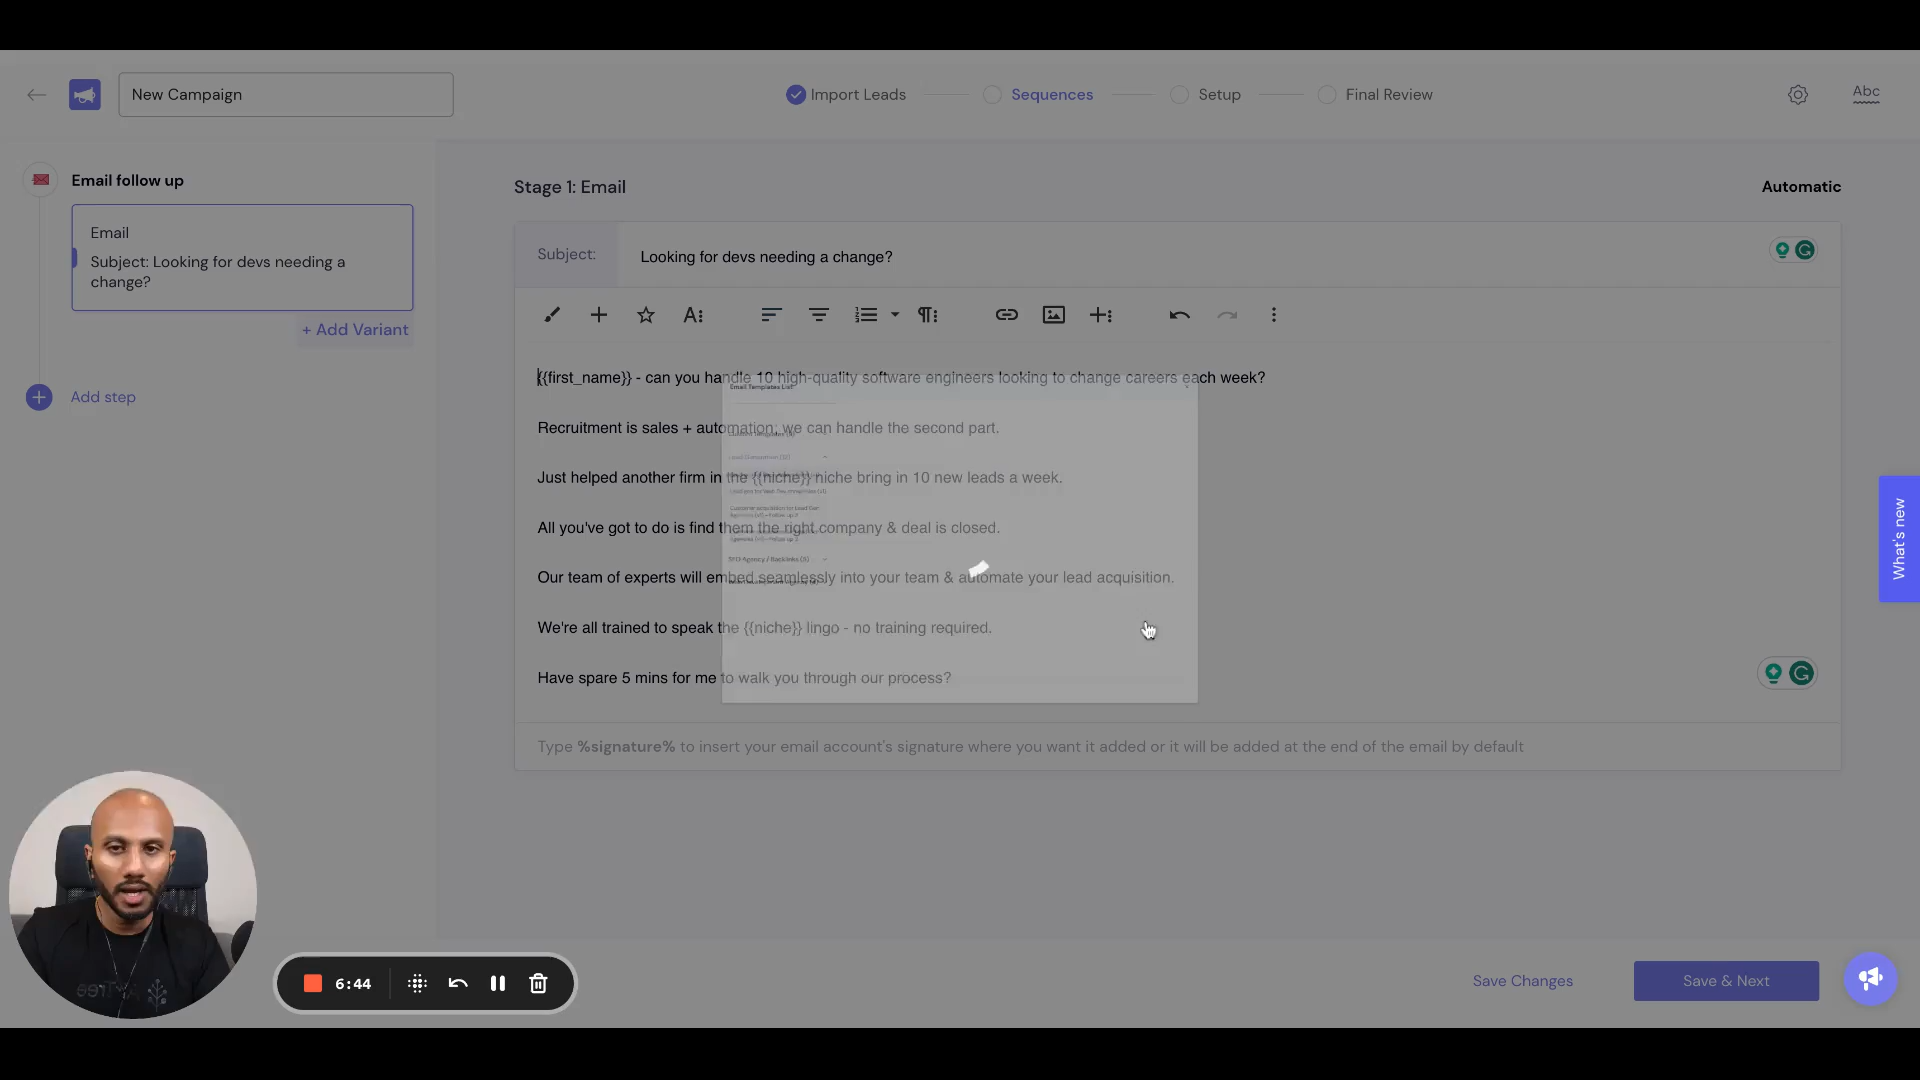 New Campaign
Import Leads
Sequences
Setup
Final Review
Abc
Email follow up
Email
Subject: Looking for devs needing a
change?
+ Add Variant
Add step
Stage 1: Email
Automatic
Subject:
Looking for devs needing a change?
{{first_name}} - can you handle 10 high-quality software engineers looking to change careers each week?
Email Templates List
Recruitment is sales + automation; we can handle the second part.
Just helped another firm in the {{niche}} niche bring in 10 new leads a week.
All you've got to do is find them the right company & deal is closed.
SEO Agency / Backlinks (3)
Our team of experts will embed seamlessly into your team & automate your lead acquisition.
We're all trained to speak the {{niche}} lingo - no training required.
Have spare 5 mins for me to walk you through our process?
Type %signature% to insert your email account's signature where you want it added or it will be added at the end of the email by default
What's new
6:44
Save Changes
Save & Next